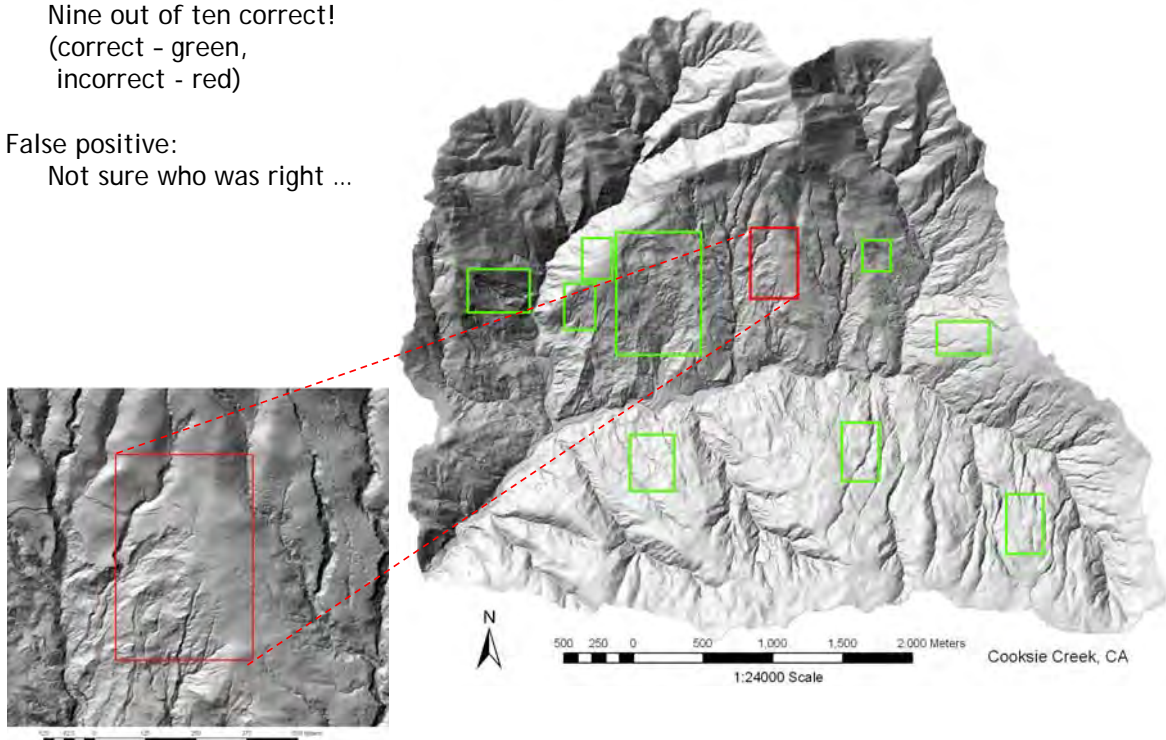 Nine out of ten correct!
(correct – green,
incorrect - red)
False positive:
Not sure who was right ...
N
500 250 0 500 1,000 1,500 2,000 Meters
1:24000 Scale
Cooksie Creek, CA